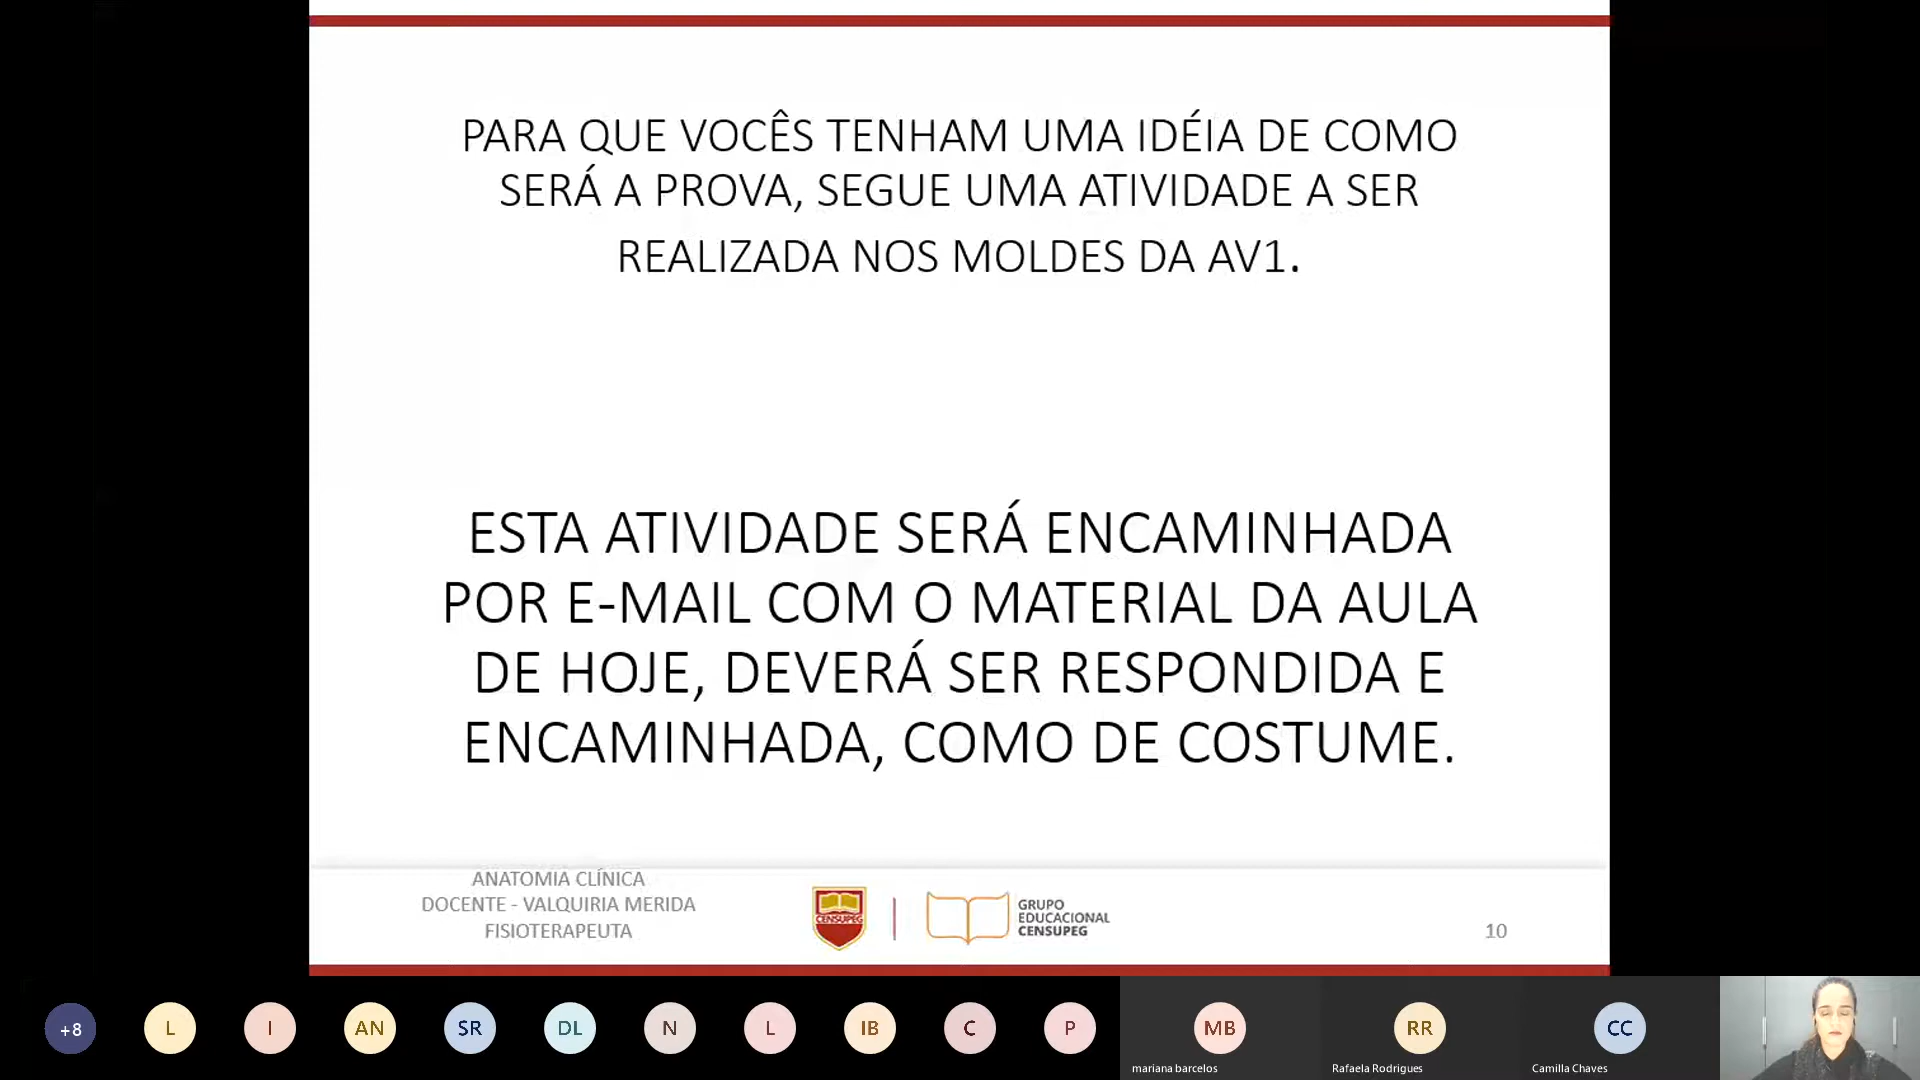 PARA QUE VOCÊS TENHAM UMA IDÉIA DE COMO
SERÁ A PROVA, SEGUE UMA ATIVIDADE A SER
REALIZADA NOS MOLDES DA AV1.
ESTA ATIVIDADE SERÁ ENCAMINHADA
POR E-MAIL COM O MATERIAL DA AULA
DE HOJE, DEVERÁ SER RESPONDIDA E
ENCAMINHADA, COMO DE COSTUME.
ANATOMIA CLÍNICA
DOCENTE - VALQUIRIA MERIDA
FISIOTERAPEUTA
CENSUPEG
GRUPO
EDUCACIONAL
CENSUPEG
10
+8
L
I
AN
SR
DL
N
L
IB
C
P
MB
RR
CC
mariana barcelos
Rafaela Rodrigues
Camilla Chaves